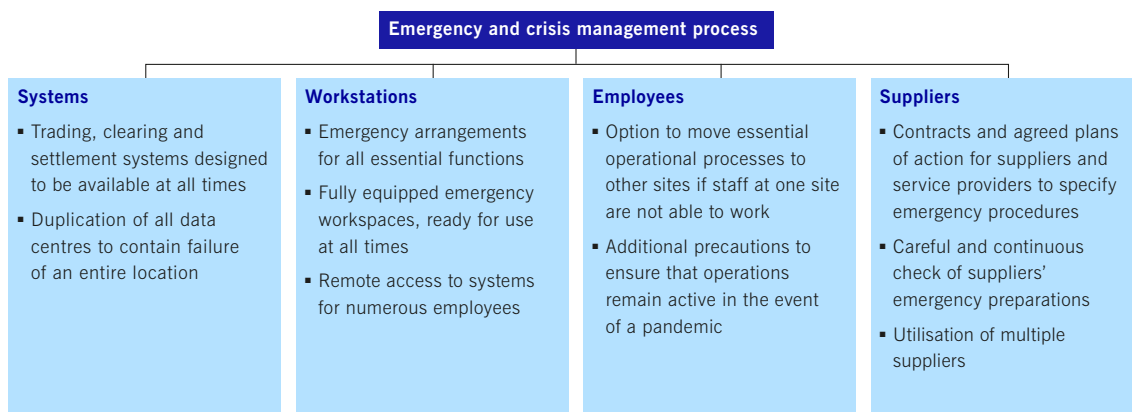 Emergency and crisis management process
Systems
▪ Trading, clearing and
settlement systems designed
to be available at all times
▪ Duplication of all data
centres to contain failure
of an entire location
Workstations
▪ Emergency arrangements
for all essential functions
▪ Fully equipped emergency
workspaces, ready for use
at all times
▪ Remote access to systems
for numerous employees
Employees
▪ Option to move essential
operational processes to
other sites if staff at one site
are not able to work
▪ Additional precautions to
ensure that operations
remain active in the event
of a pandemic
Suppliers
▪ Contracts and agreed plans
of action for suppliers and
service providers to specify
emergency procedures
▪ Careful and continuous
check of suppliers’
emergency preparations
▪ Utilisation of multiple
suppliers